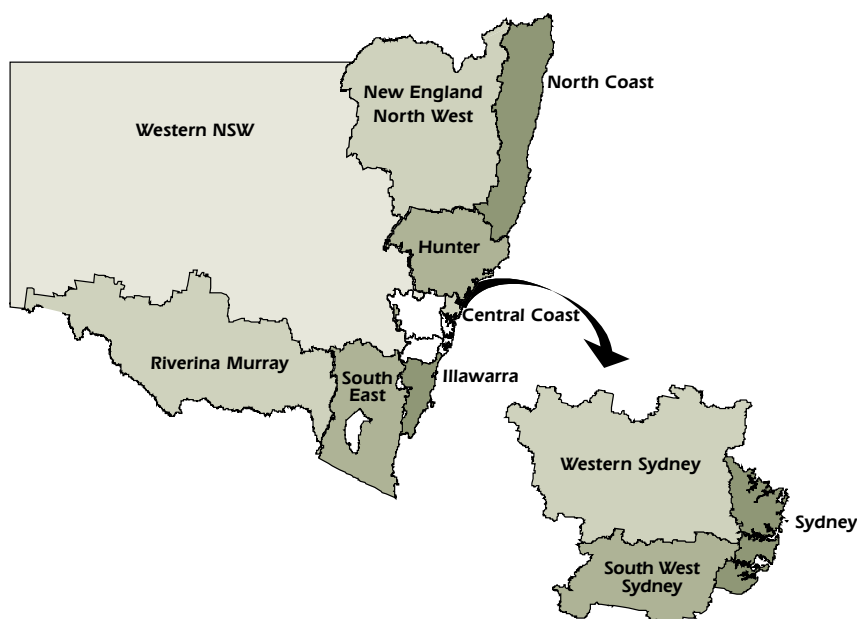 North Coast
New England
North West
Western NSW
Hunter
Central Coast
Riverina Murray
South
East
Illawarra
Western Sydney
Sydney
South West
Sydney